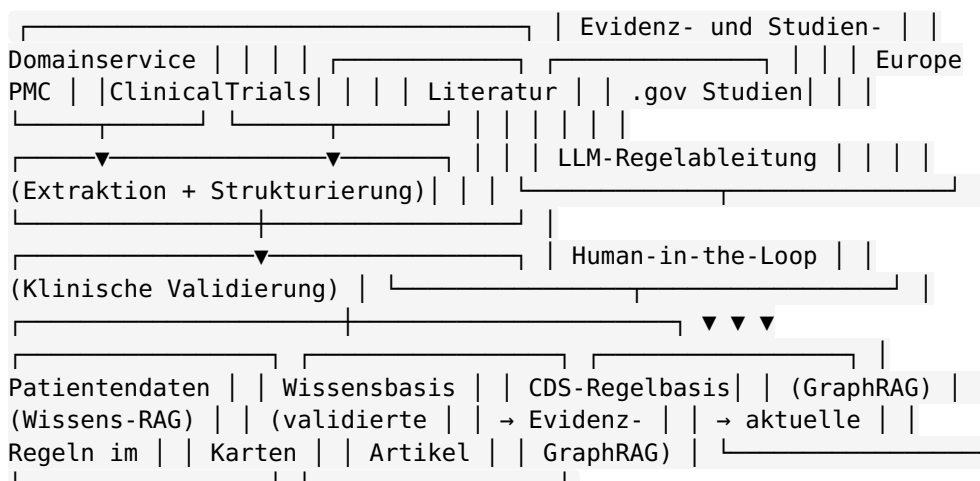 ┌─────────────────────────────────┐ │ Evidenz- und Studien- │ │
Domainservice │ │ │ │ ┌────────────┐ ┌──────────────┐ │ │ │ Europe
PMC │ │ClinicalTrials│ │ │ │ Literatur │ │ .gov Studien│ │ │
└─────┬──────┘ └──────┬───────┘ │ │ │ │ │ │
┌─────▼───────────────▼───────┐ │ │ │ LLM-Regelableitung │ │ │ │
(Extraktion + Strukturierung)│ │ │ └─────────────┬───────────────┘
└────────────────┼────────────────┘ │
┌────────────────▼────────────────┐ │ Human-in-the-Loop │ │
(Klinische Validierung) │ └────────────────┬────────────────┘ │
┌─────────────────────┼─────────────────────┐ ▼ ▼ ▼
┌─────────────────┐ ┌─────────────────┐ ┌─────────────────┐ │
Patientendaten │ │ Wissensbasis │ │ CDS-Regelbasis│ │ (GraphRAG) │
(Wissens-RAG) │ │ (validierte │ │ → Evidenz- │ │ → aktuelle │ │
Regeln im │ │ Karten │ │ Artikel │ │ GraphRAG) │ └─────────────────
└─────────────────┘ └─────────────────┘